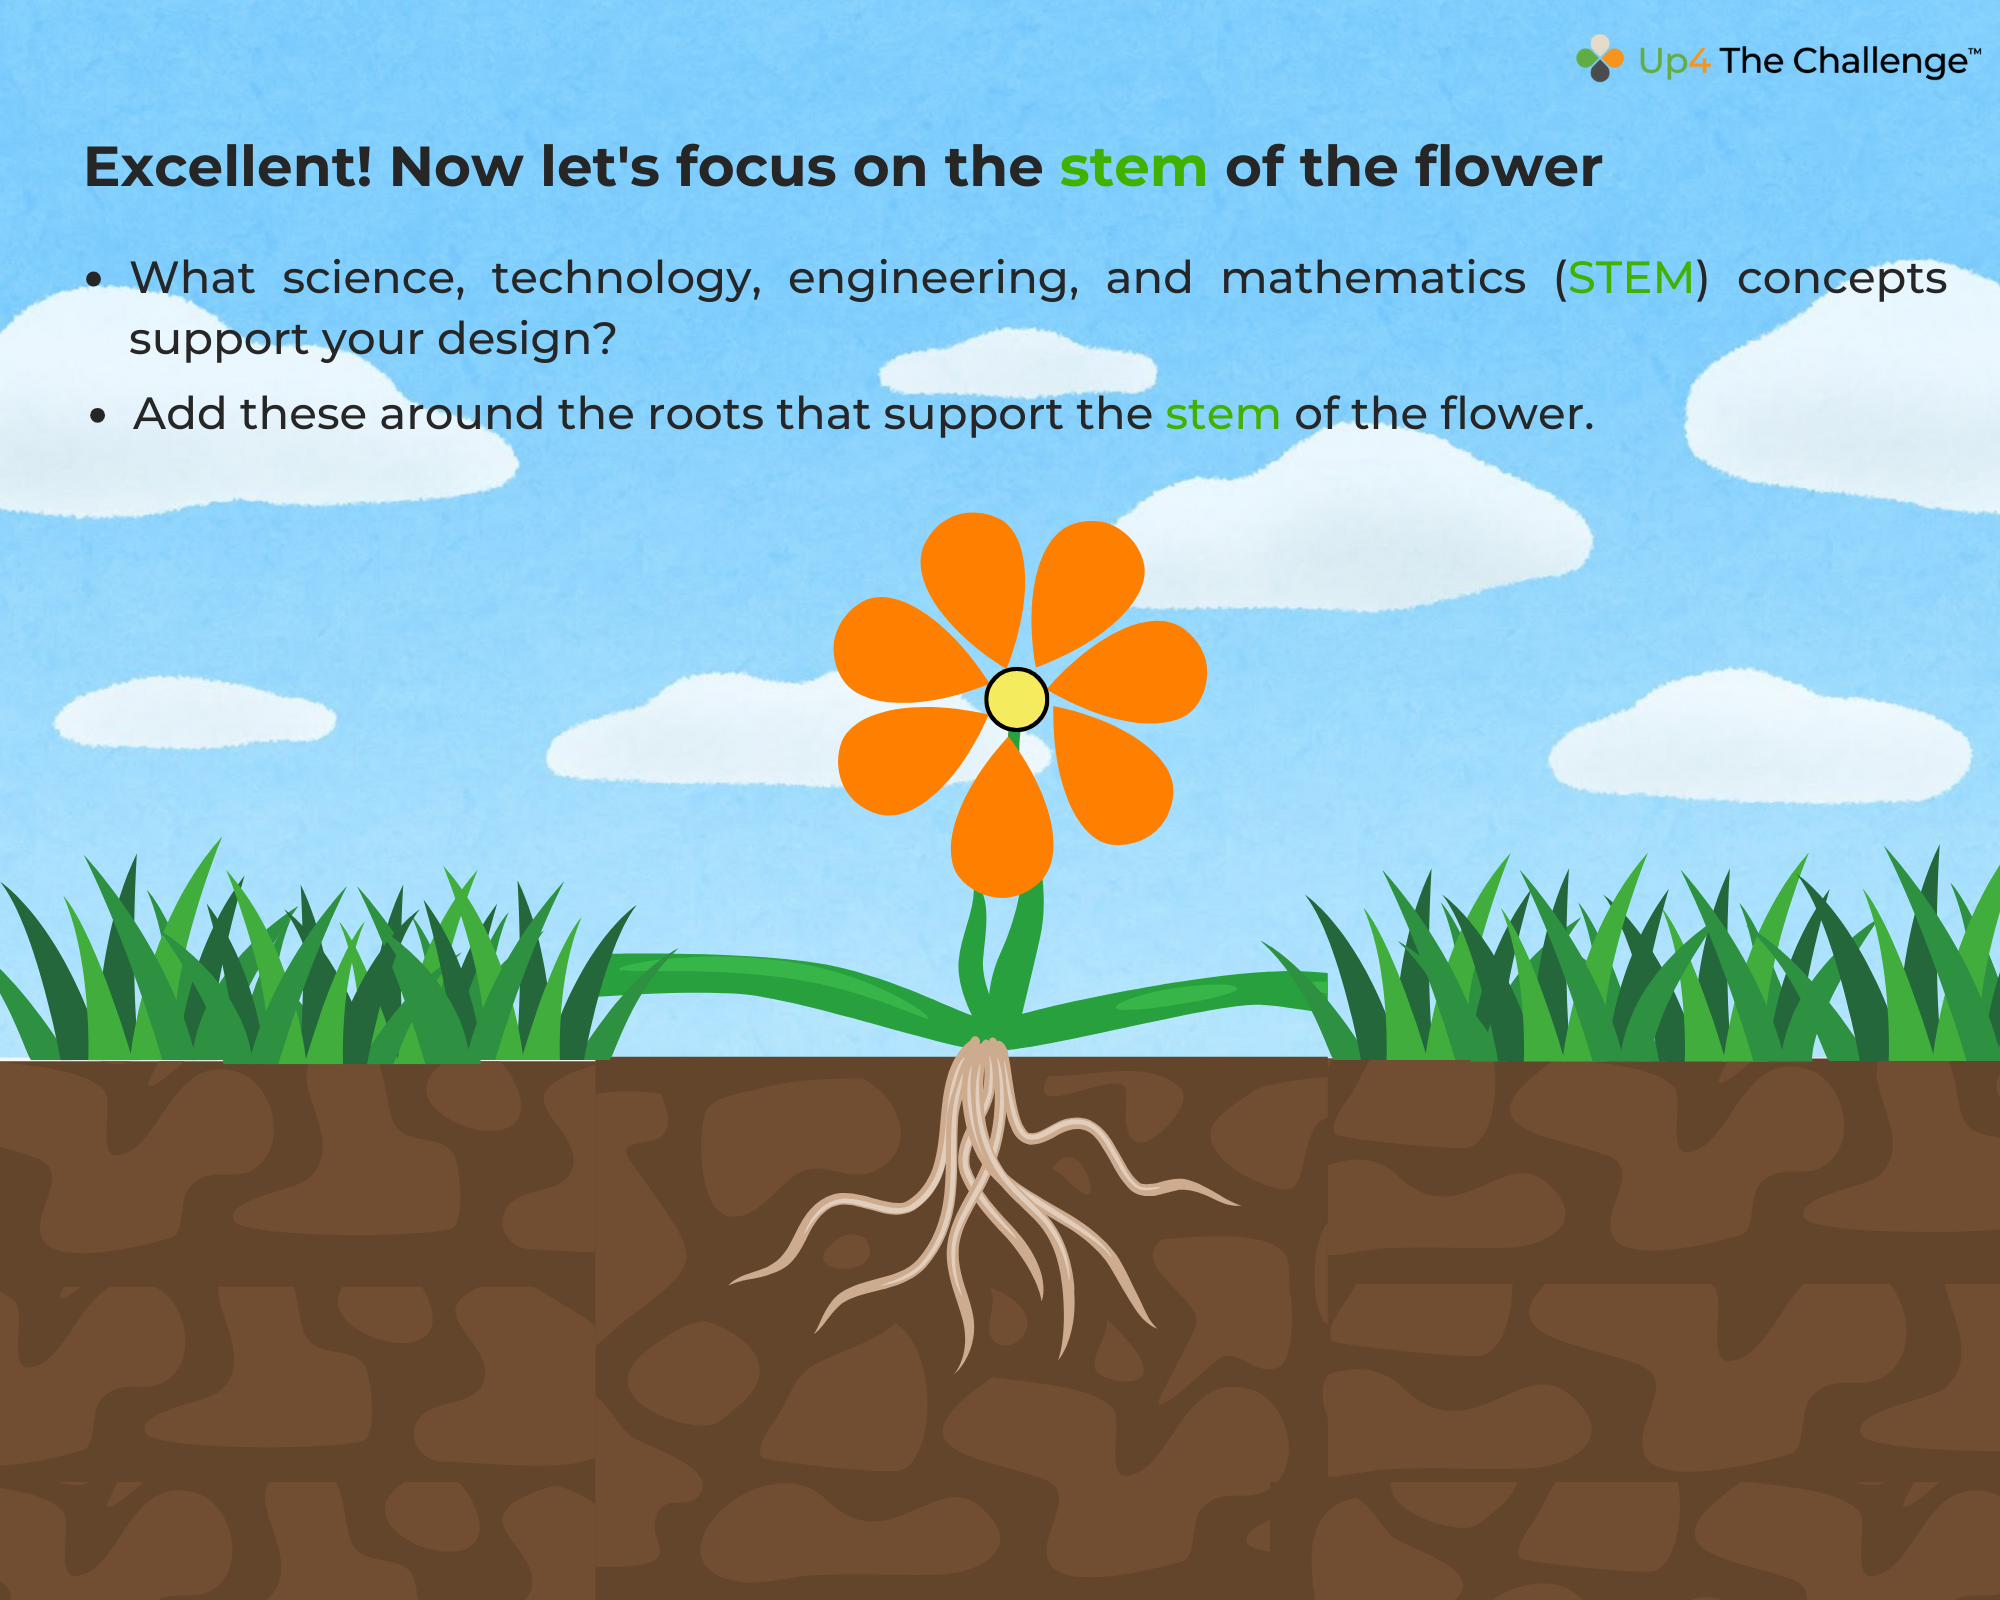 Up4 The Challenge™
Excellent! Now let's focus on the stem of the flower
• What science, technology, engineering, and mathematics (STEM) concepts
support your design?
• Add these around the roots that support the stem of the flower.